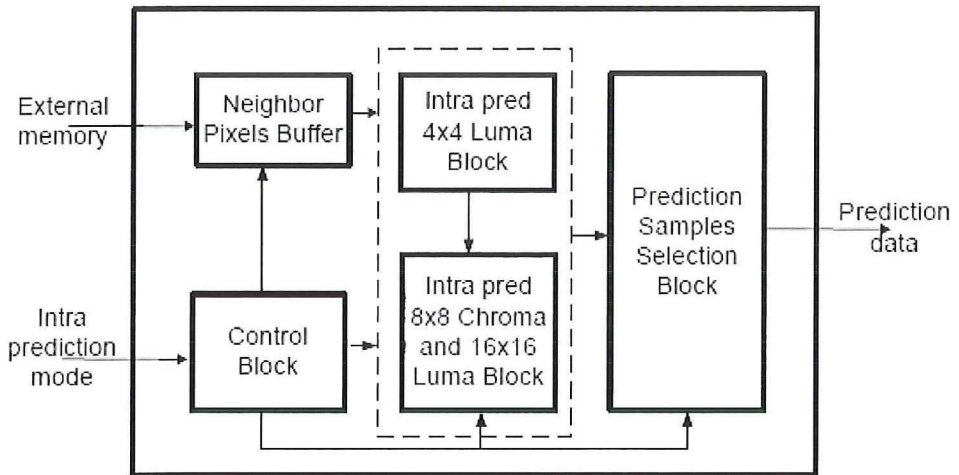 External
memory
Neighbor
Pixels Buffer
Intra pred
4x4 Luma
Block
Prediction
Samples
Selection
Block
Prediction
data
Intra
prediction
mode
Control
Block
Intra pred
8x8 Chroma
and 16x16
Luma Block